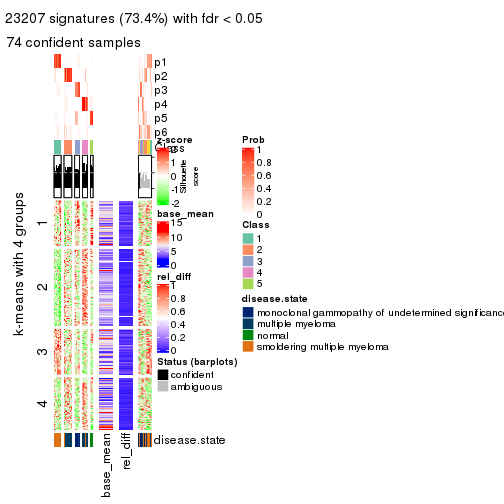 23207 signatures (73.4%) with fdr < 0.05
74 confident samples
p1
p2
p3
p4
p5
p6
Class
Silhouette
score
k-means with 4 groups
1
2
3
4
base_mean
rel_diff
disease.state
z-score
2
1
0
-1
-2
base_mean
15
10
5
0
rel_diff
1
0.8
0.6
0.4
0.2
0
Status (barplots)
confident
ambiguous
Prob
1
0.8
0.6
0.4
0.2
0
Class
1
2
3
4
5
disease.state
monoclonal gammopathy of undetermined significance
multiple myeloma
normal
smoldering multiple myeloma